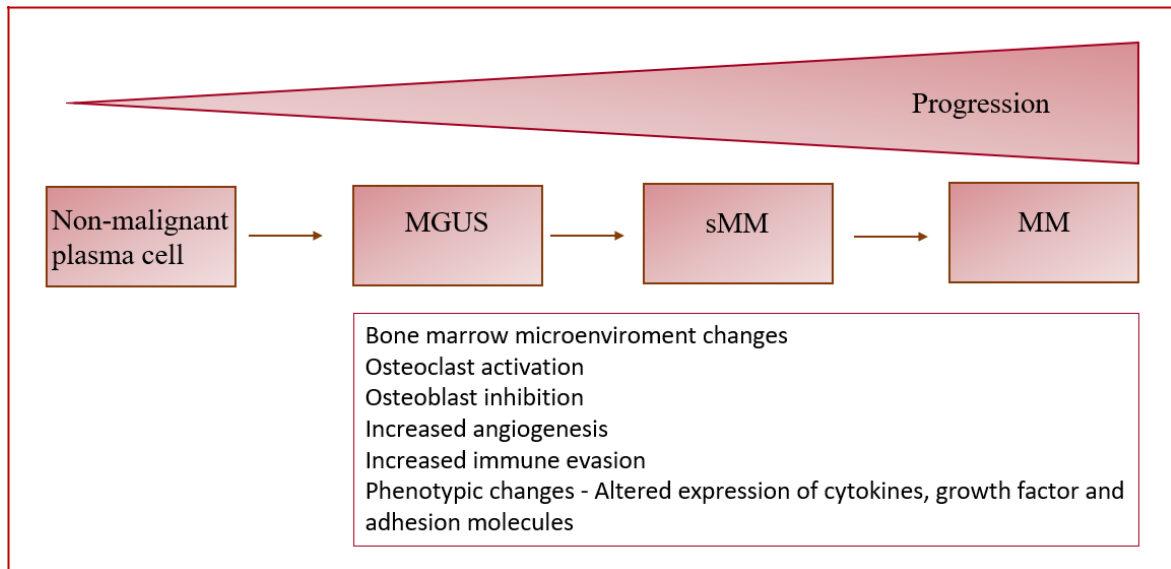 Progression
Non-malignant
plasma cell
MGUS
sMM
MM
Bone marrow microenviroment changes
Osteoclast activation
Osteoblast inhibition
Increased angiogenesis
Increased immune evasion
Phenotypic changes - Altered expression of cytokines, growth factor and
adhesion molecules